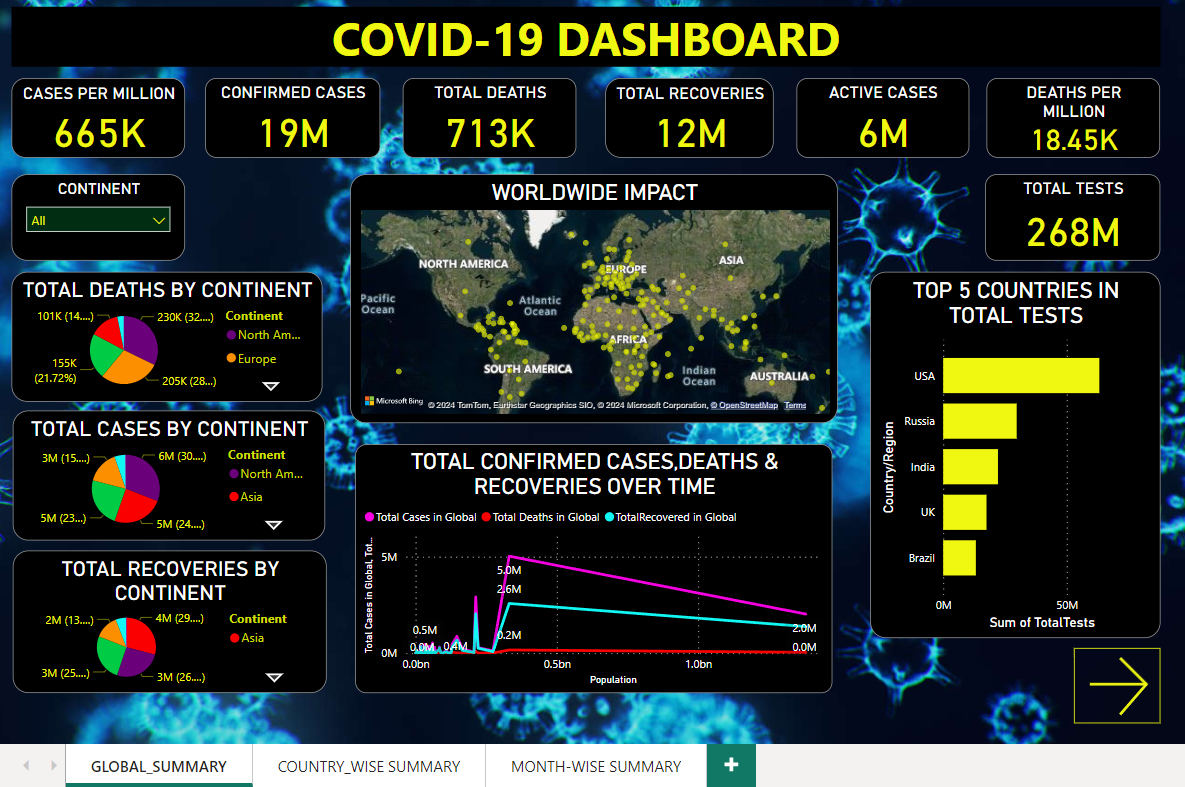 COVID-19 DASHBOARD
CASES PER MILLION
665K
CONFIRMED CASES
19M
TOTAL DEATHS
713K
TOTAL RECOVERIES
12M
ACTIVE CASES
6M
DEATHS PER
MILLION
18.45K
CONTINENT
All
WORLDWIDE IMPACT
NORTH AMERICA
EUROPE
ASIA
Pacific
Ocean
Atlantic
Ocean
AFRICA
SOUTH AMERICA
Indian
Ocean
AUSTRALIA
Microsoft Bing
© 2024 TomTom, Earthstar Geographics SIO, © 2024 Microsoft Corporation, © OpenStreetMap Terms
TOTAL TESTS
268M
TOTAL DEATHS BY CONTINENT
101K (14....)
230K (32....)
155K
(21.72%)
205K (28...)
Continent
North Am...
Europe
TOTAL CASES BY CONTINENT
3M (15....)
6M (30....)
5M (23...)
5M (24....)
Continent
North Am...
Asia
TOTAL RECOVERIES BY
CONTINENT
2M (13....)
4M (29....)
3M (25....)
3M (26....)
Continent
Asia
TOTAL CONFIRMED CASES,DEATHS &
RECOVERIES OVER TIME
Total Cases in Global Total Deaths in Global TotalRecovered in Global
Total Cases in Global, Tot...
5M
0M
5.0M
2.6M
0.5M
0.0M
0.4M
0.2M
2.0M
0.0M
0.0bn 0.5bn 1.0bn
Population
TOP 5 COUNTRIES IN
TOTAL TESTS
Country/Region
USA
Russia
India
UK
Brazil
0M 50M
Sum of TotalTests
GLOBAL_SUMMARY COUNTRY_WISE SUMMARY MONTH-WISE SUMMARY +